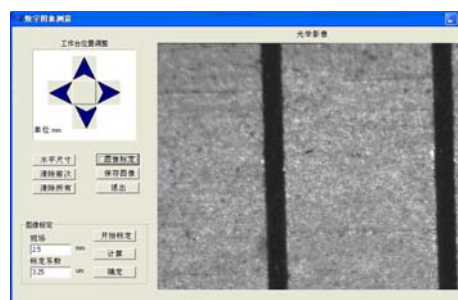 数字图象测量
工作台位置调整
光学影像
单位:mm
水平尺寸
图像标定
清除前次
保存图像
清除所有
退出
图像标定
视场
开始标定
2.5
mm
计算
标定系数
3.25
um
确定